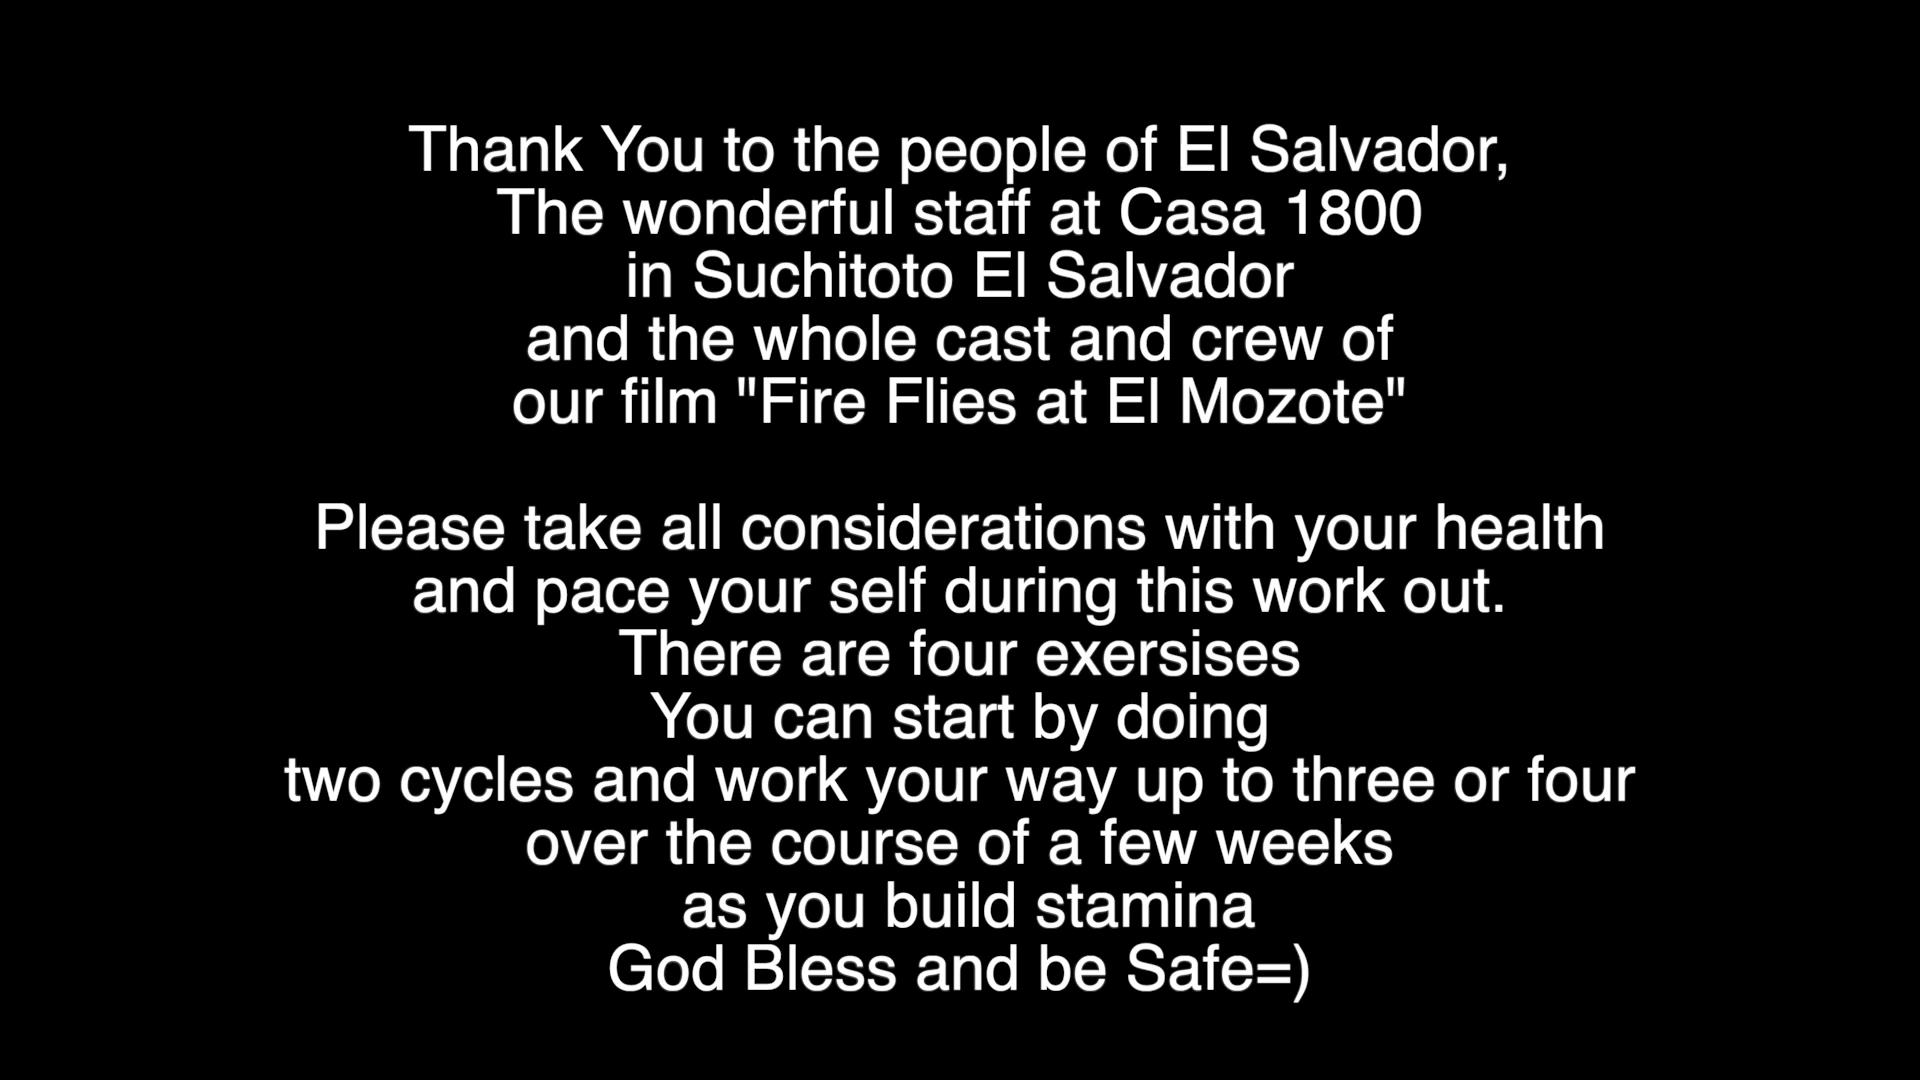 Thank You to the people of El Salvador,
The wonderful staff at Casa 1800
in Suchitoto El Salvador
and the whole cast and crew of
our film "Fire Flies at El Mozote"
Please take all considerations with your health
and pace your self during this work out.
There are four exersises
You can start by doing
two cycles and work your way up to three or four
over the course of a few weeks
as you build stamina
God Bless and be Safe=)